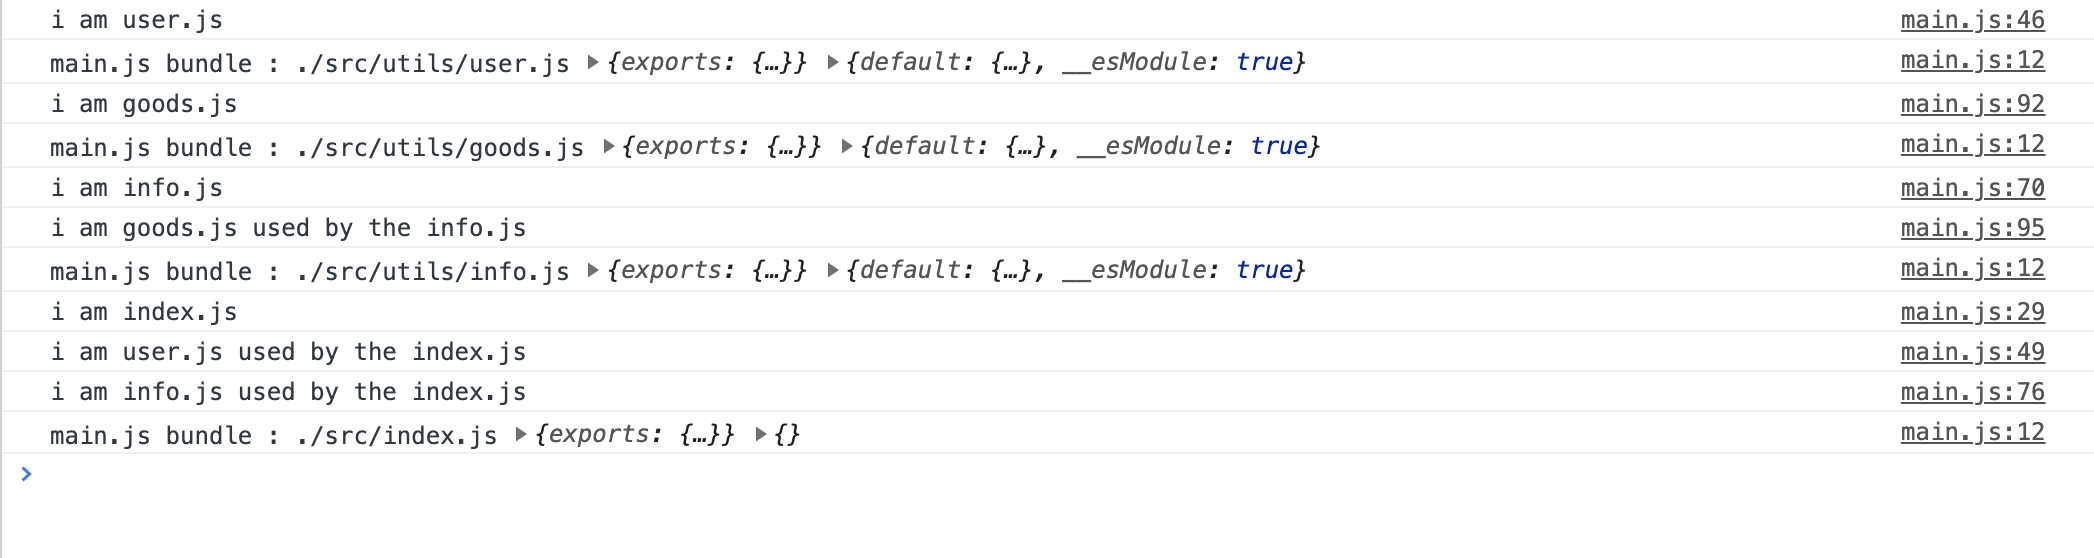 i am user.js main.js:46
main.js bundle : ./src/utils/user.js ▶{exports: {…}} ▶{default: {…}, __esModule: true} main.js:12
i am goods.js main.js:92
main.js bundle : ./src/utils/goods.js ▶{exports: {…}} ▶{default: {…}, __esModule: true} main.js:12
i am info.js main.js:70
i am goods.js used by the info.js main.js:95
main.js bundle : ./src/utils/info.js ▶{exports: {…}} ▶{default: {…}, __esModule: true} main.js:12
i am index.js main.js:29
i am user.js used by the index.js main.js:49
i am info.js used by the index.js main.js:76
main.js bundle : ./src/index.js ▶{exports: {…}} ▶{} main.js:12